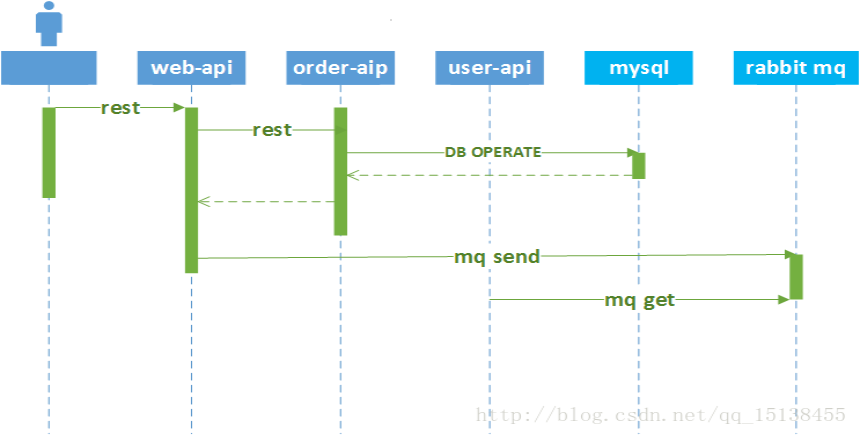 web-api
order-aip
user-api
mysql
rabbit mq
rest
rest
DB OPERATE
mq send
mq get
http://blog.csdn.net/qq_15138455